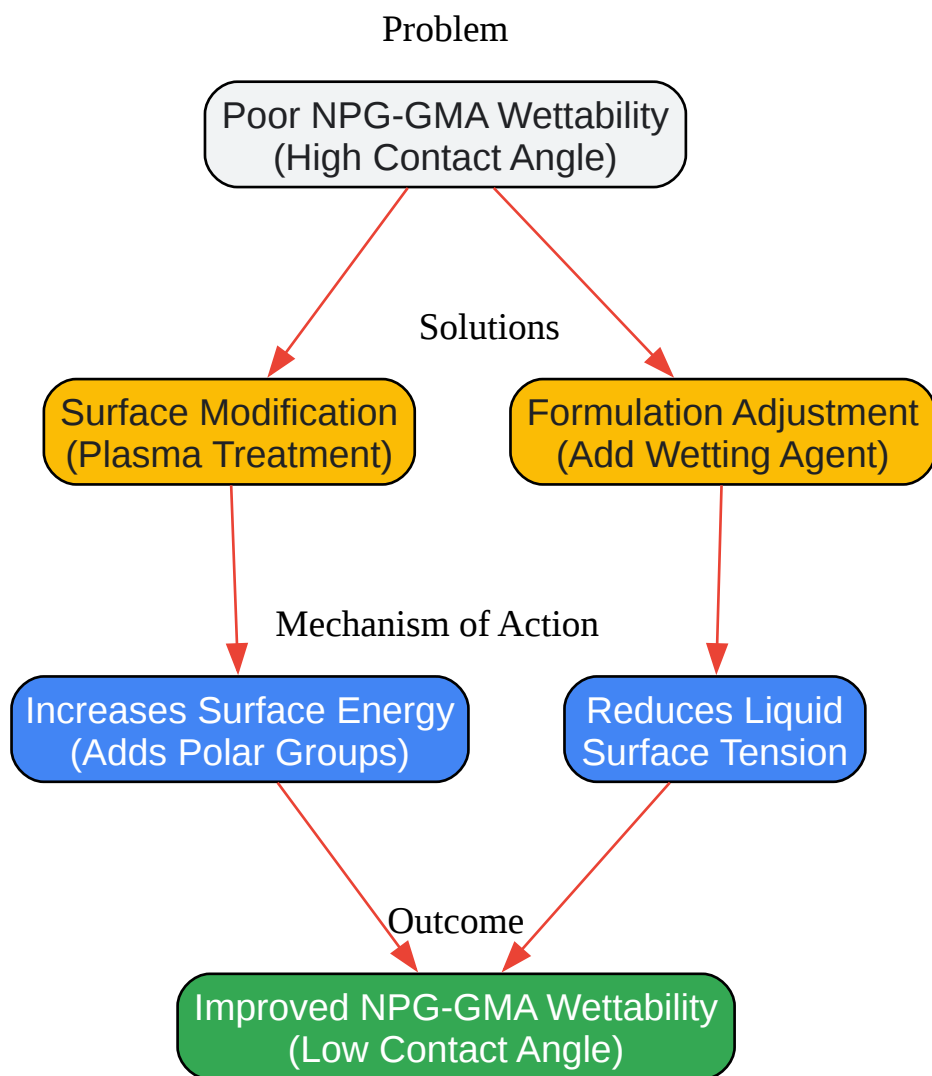 Problem
Poor NPG-GMA Wettability
(High Contact Angle)
Solutions
Surface Modification
(Plasma Treatment)
Formulation Adjustment
(Add Wetting Agent)
Mechanism of Action
Increases Surface Energy
(Adds Polar Groups)
Reduces Liquid
Surface Tension
Outcome
Improved NPG-GMA Wettability
(Low Contact Angle)